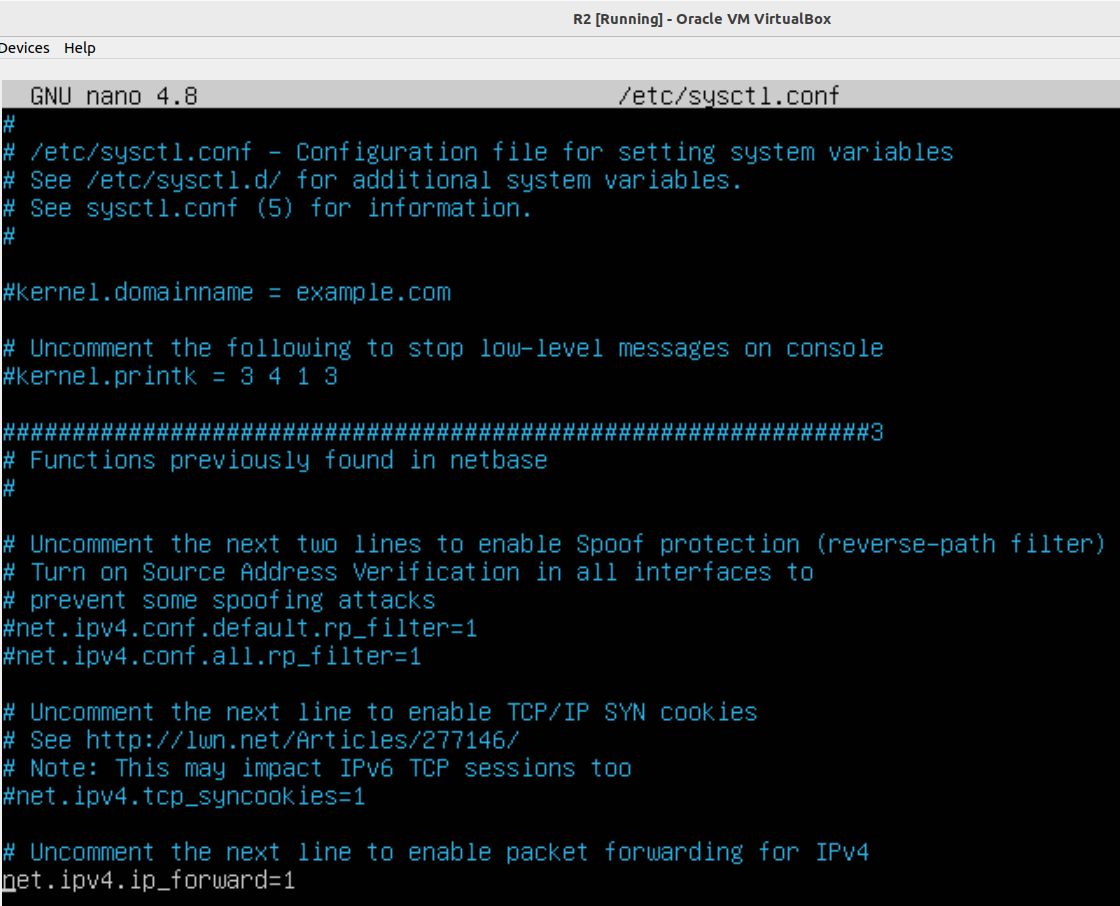 R2 [Running] - Oracle VM VirtualBox
Devices Help
GNU nano 4.8 /etc/sysctl.conf
#
# /etc/sysctl.conf - Configuration file for setting system variables
# See /etc/sysctl.d/ for additional system variables.
# See sysctl.conf (5) for information.
#
#kernel.domainname = example.com
# Uncomment the following to stop low-level messages on console
#kernel.printk = 3 4 1 3
##############################################################3
# Functions previously found in netbase
#
# Uncomment the next two lines to enable Spoof protection (reverse-path filter)
# Turn on Source Address Verification in all interfaces to
# prevent some spoofing attacks
#net.ipv4.conf.default.rp_filter=1
#net.ipv4.conf.all.rp_filter=1
# Uncomment the next line to enable TCP/IP SYN cookies
# See http://lwn.net/Articles/277146/
# Note: This may impact IPv6 TCP sessions too
#net.ipv4.tcp_syncookies=1
# Uncomment the next line to enable packet forwarding for IPv4
net.ipv4.ip_forward=1